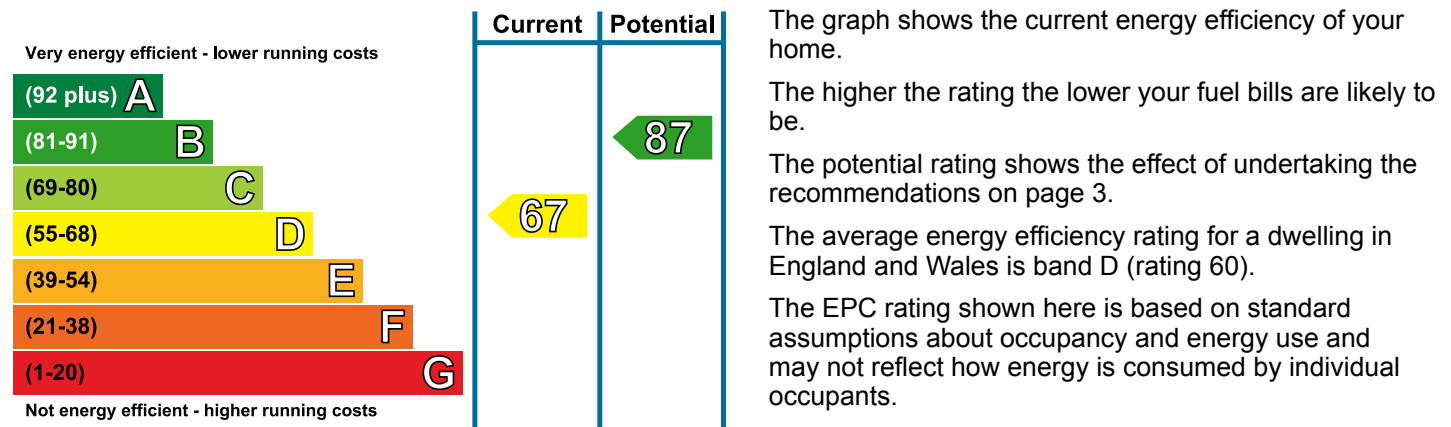 Current Potential
Very energy efficient - lower running costs
(92 plus) A
(81-91) B
(69-80) C
(55-68) D
(39-54) E
(21-38) F
(1-20) G
Not energy efficient - higher running costs
87
67
The graph shows the current energy efficiency of your
home.
The higher the rating the lower your fuel bills are likely to
be.
The potential rating shows the effect of undertaking the
recommendations on page 3.
The average energy efficiency rating for a dwelling in
England and Wales is band D (rating 60).
The EPC rating shown here is based on standard
assumptions about occupancy and energy use and
may not reflect how energy is consumed by individual
occupants.